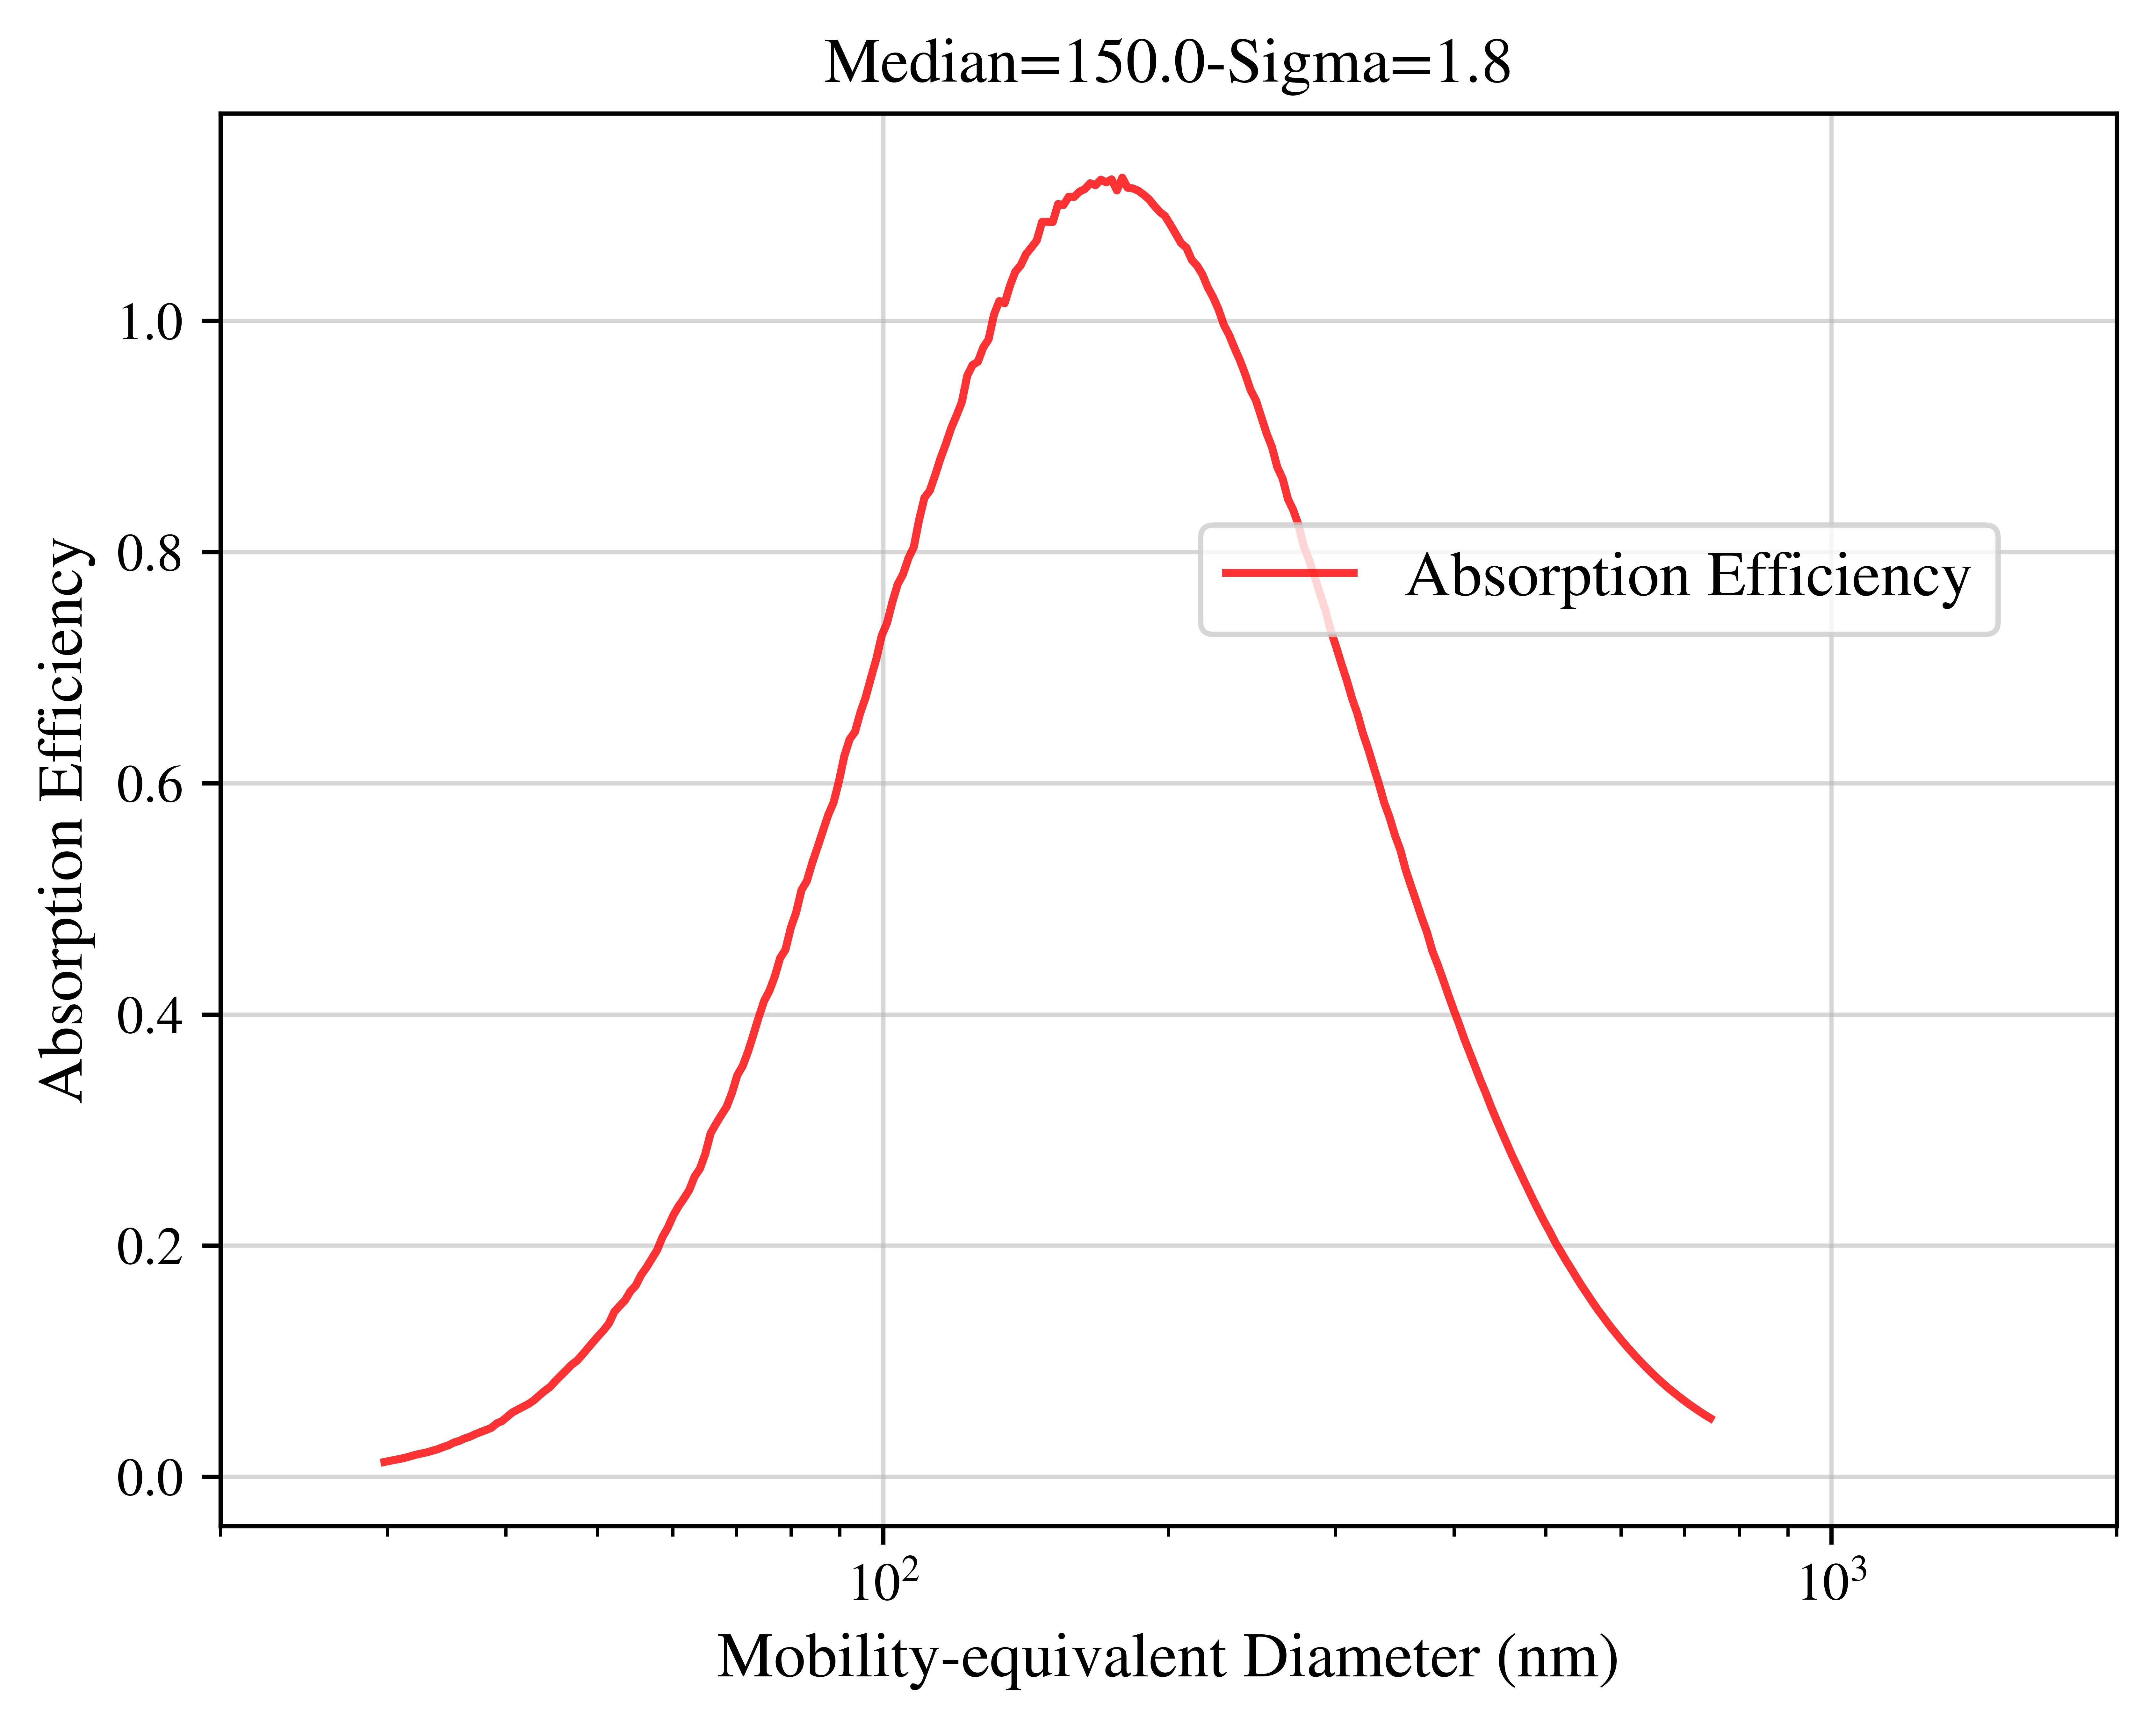 Median=150.0-Sigma=1.8
Absorption Efficiency
1.0
0.8
0.6
0.4
0.2
0.0
Absorption Efficiency
10²
10³
Mobility-equivalent Diameter (nm)